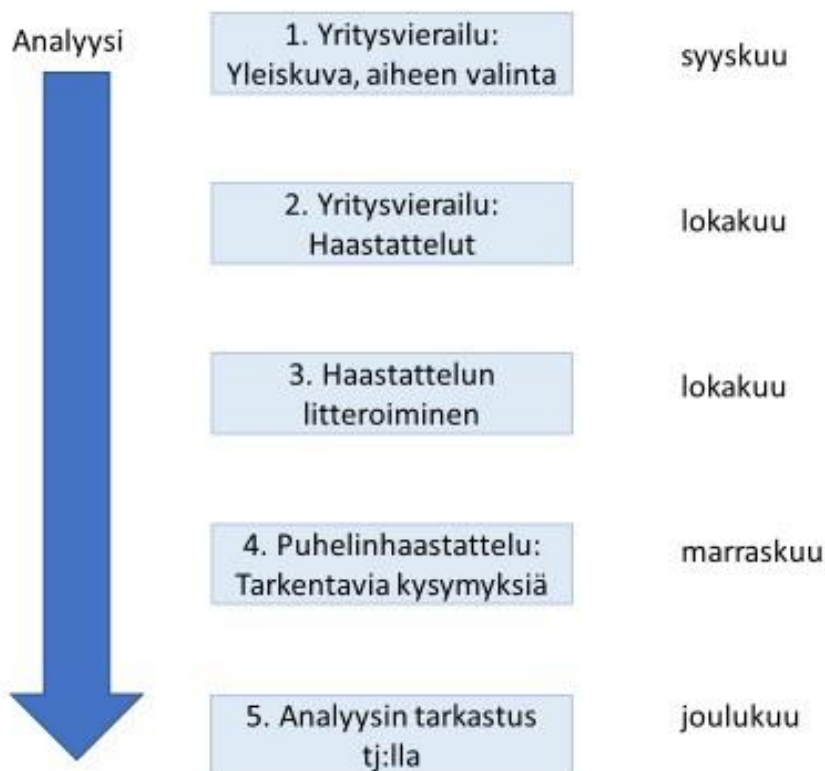 Analyysi
1. Yritysvierailu:
Yleiskuva, aiheen valinta
syyskuu
2. Yritysvierailu:
Haastattelut
lokakuu
3. Haastattelun
litteroiminen
lokakuu
4. Puhelinhaastattelu:
Tarkentavia kysymyksiä
marraskuu
5. Analyysin tarkastus
tj:lla
joulukuu